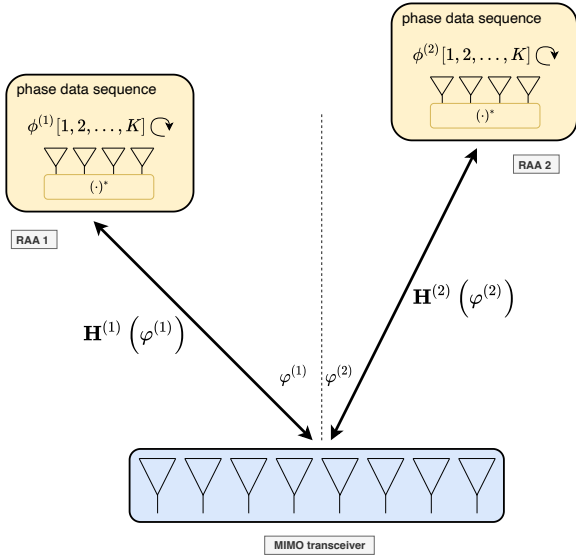 phase data sequence
ϕ⁽²⁾[1, 2, . . . , K]
(·)*
RAA 2
phase data sequence
ϕ⁽¹⁾[1, 2, . . . , K]
(·)*
RAA 1
H⁽²⁾ (φ⁽²⁾)
H⁽¹⁾ (φ⁽¹⁾)
φ⁽¹⁾ φ⁽²⁾
MIMO transceiver